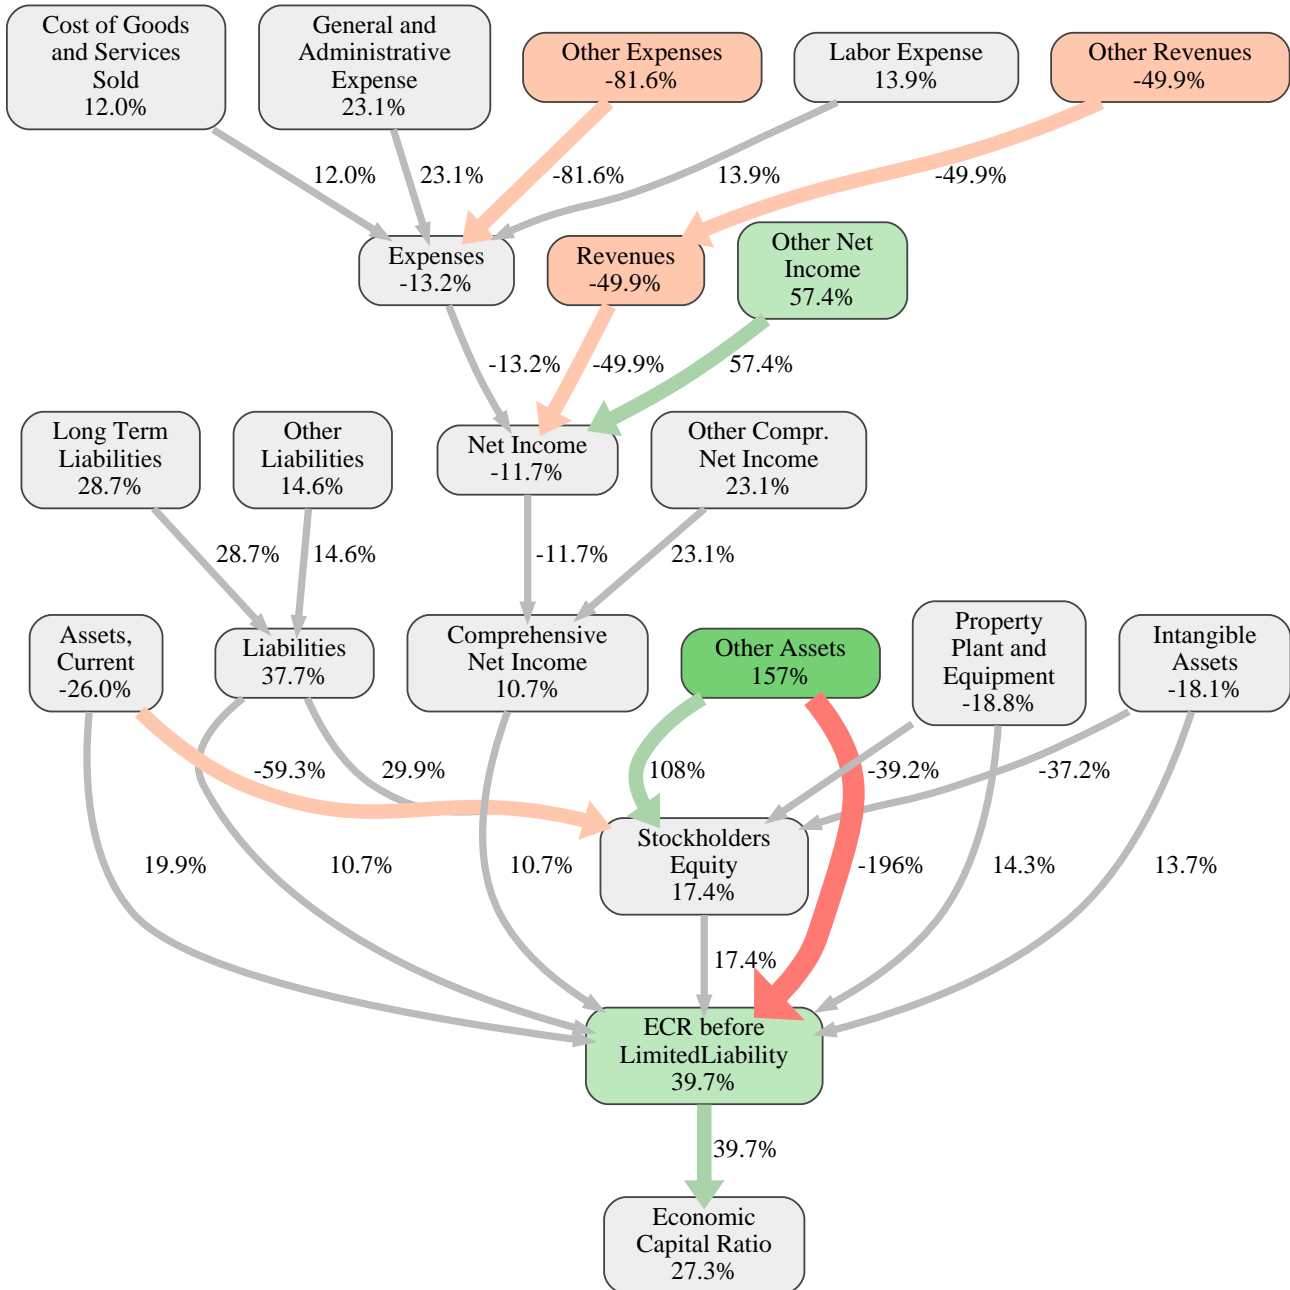 Cost of Goods
and Services
Sold
12.0%
General and
Administrative
Expense
23.1%
Other Expenses
-81.6%
Labor Expense
13.9%
Other Revenues
-49.9%
12.0%
23.1%
-81.6%
13.9%
-49.9%
Expenses
-13.2%
Revenues
-49.9%
Other Net
Income
57.4%
-13.2%
-49.9%
57.4%
Long Term
Liabilities
28.7%
Other
Liabilities
14.6%
Net Income
-11.7%
Other Compr.
Net Income
23.1%
28.7%
14.6%
-11.7%
23.1%
Assets,
Current
-26.0%
Liabilities
37.7%
Comprehensive
Net Income
10.7%
Other Assets
157%
Property
Plant and
Equipment
-18.8%
Intangible
Assets
-18.1%
-59.3%
29.9%
108%
-39.2%
-37.2%
19.9%
10.7%
10.7%
Stockholders
Equity
17.4%
-196%
14.3%
13.7%
17.4%
ECR before
LimitedLiability
39.7%
39.7%
Economic
Capital Ratio
27.3%